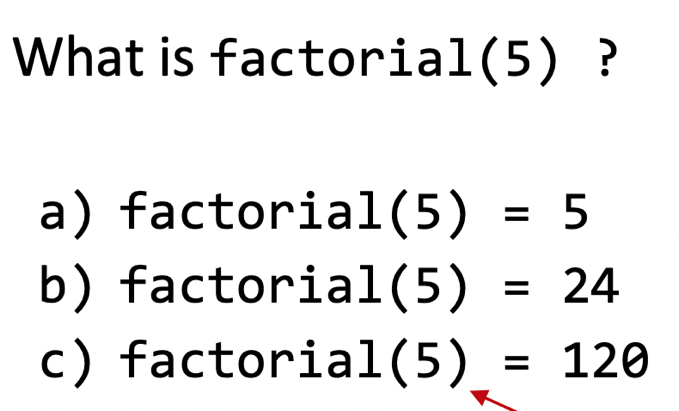 What is factorial(5) ?
a) factorial(5) = 5
b) factorial(5) = 24
c) factorial(5) = 120